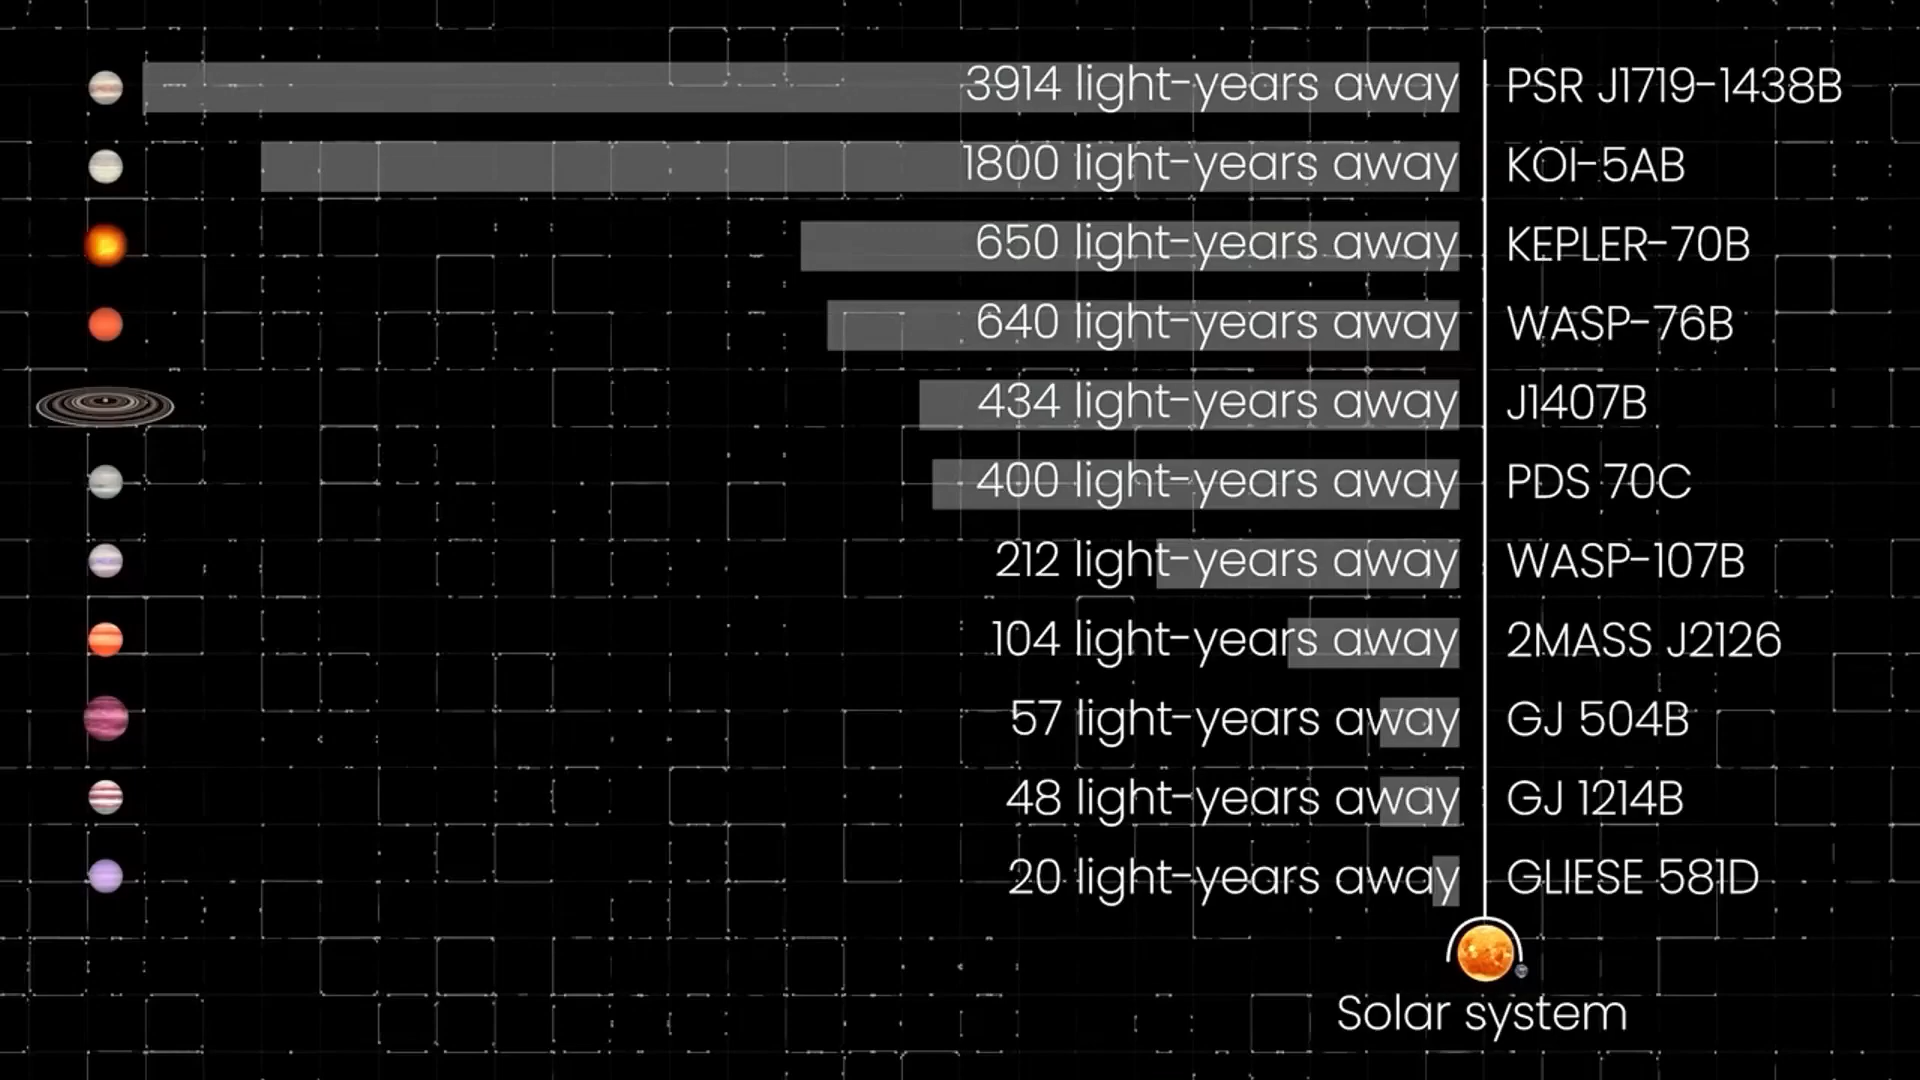 3914 light-years away PSR J1719-1438B
1800 light-years away KOI-5AB
650 light-years away KEPLER-70B
640 light-years away WASP-76B
434 light-years away J1407B
400 light-years away PDS 70C
212 light-years away WASP-107B
104 light-years away 2MASS J2126
57 light-years away GJ 504B
48 light-years away GJ 1214B
20 light-years away GLIESE 581D
Solar system